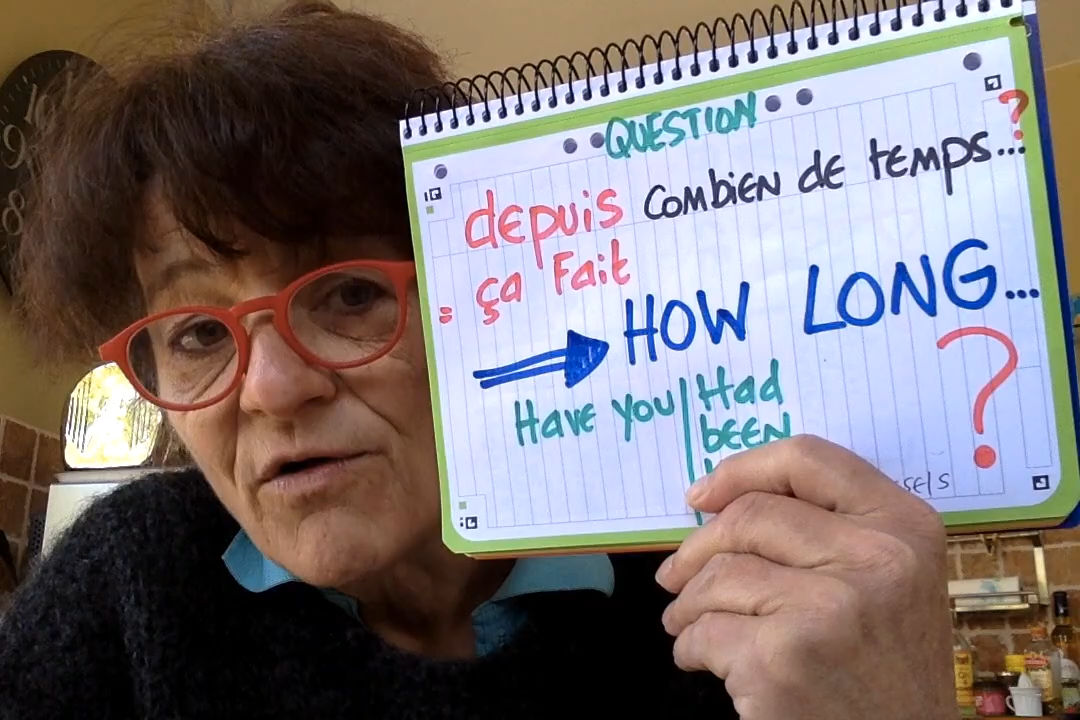 QUESTION
depuis combien de temps...?
= ça fait
HOW LONG...
?
Have you | Had
been